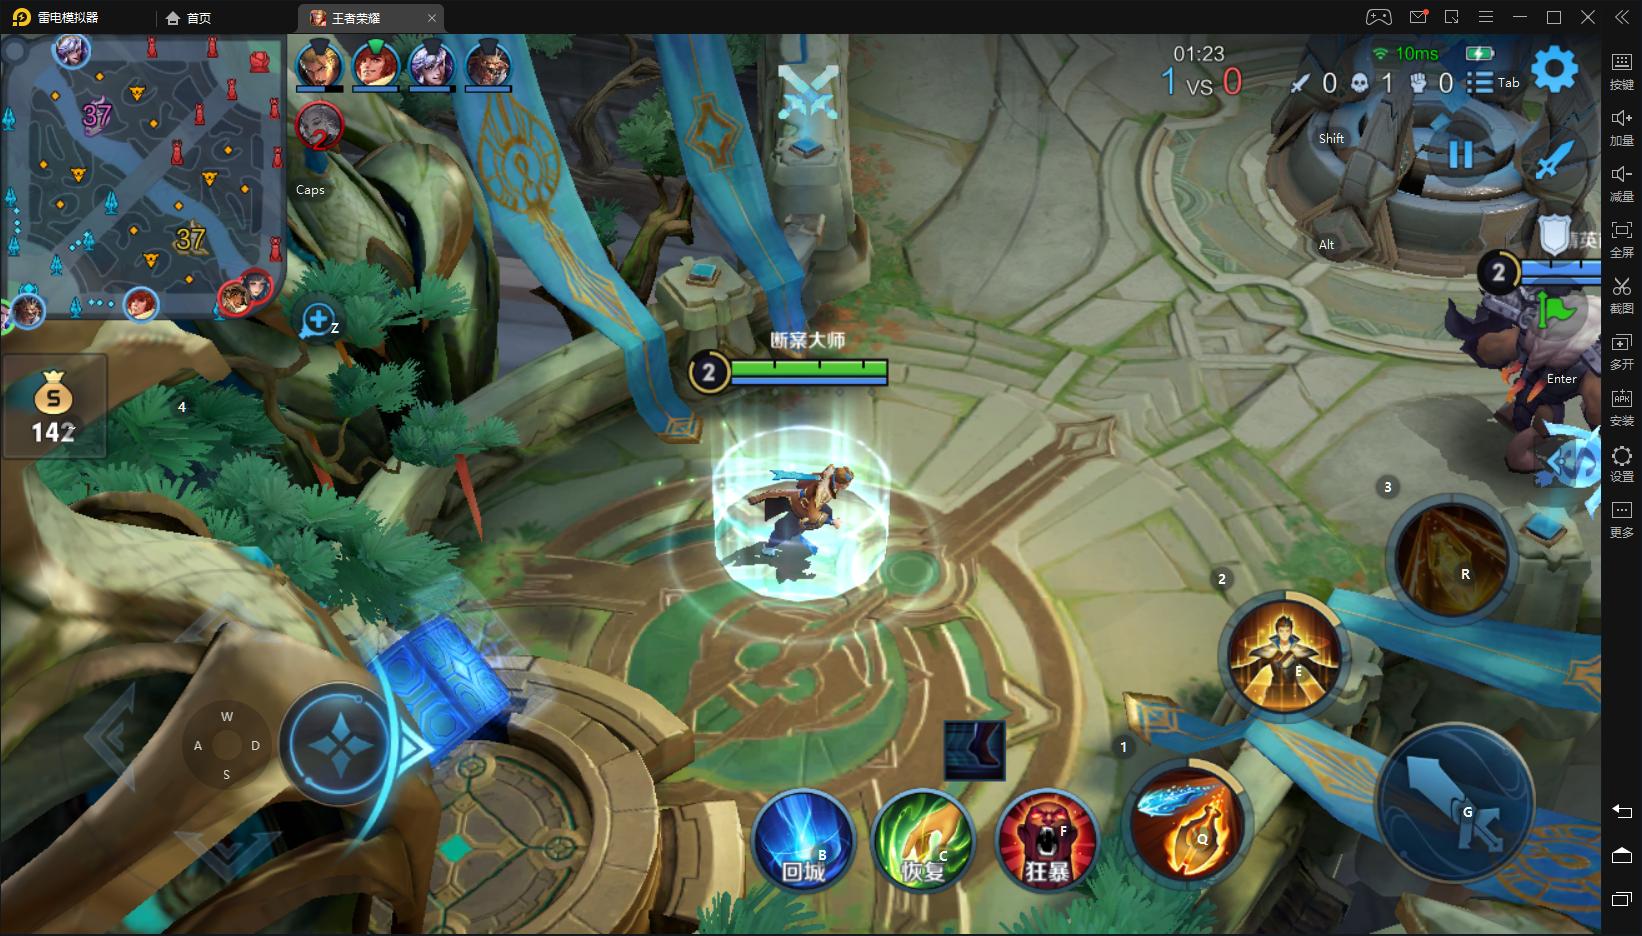 雷电模拟器
首页
王者荣耀
01:23
10ms
1 VS 0
0
1
0
Tab
按键
加量
减量
全屏
截图
多开
安装
设置
更多
APK
37
37
2
Caps
Shift
Alt
Z
断案大师
2
2
Enter
S
142
4
3
R
2
E
1
W
A
D
S
B
回城
C
恢复
F
狂暴
Q
G